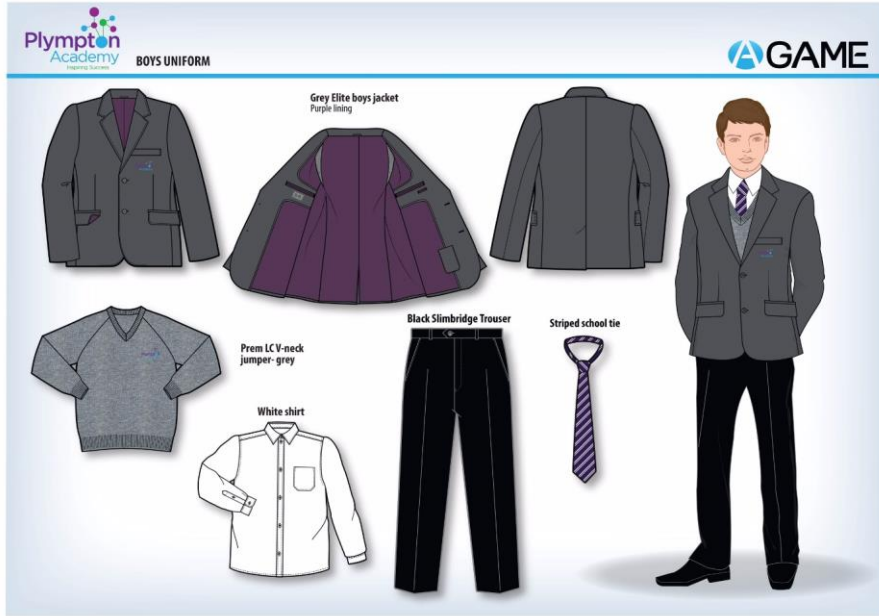 Plympton
Academy
Inspiring Success
BOYS UNIFORM
AGAME
Grey Elite boys jacket
Purple lining
Prem LC V-neck
jumper- grey
White shirt
Black Slimbridge Trouser
Striped school tie